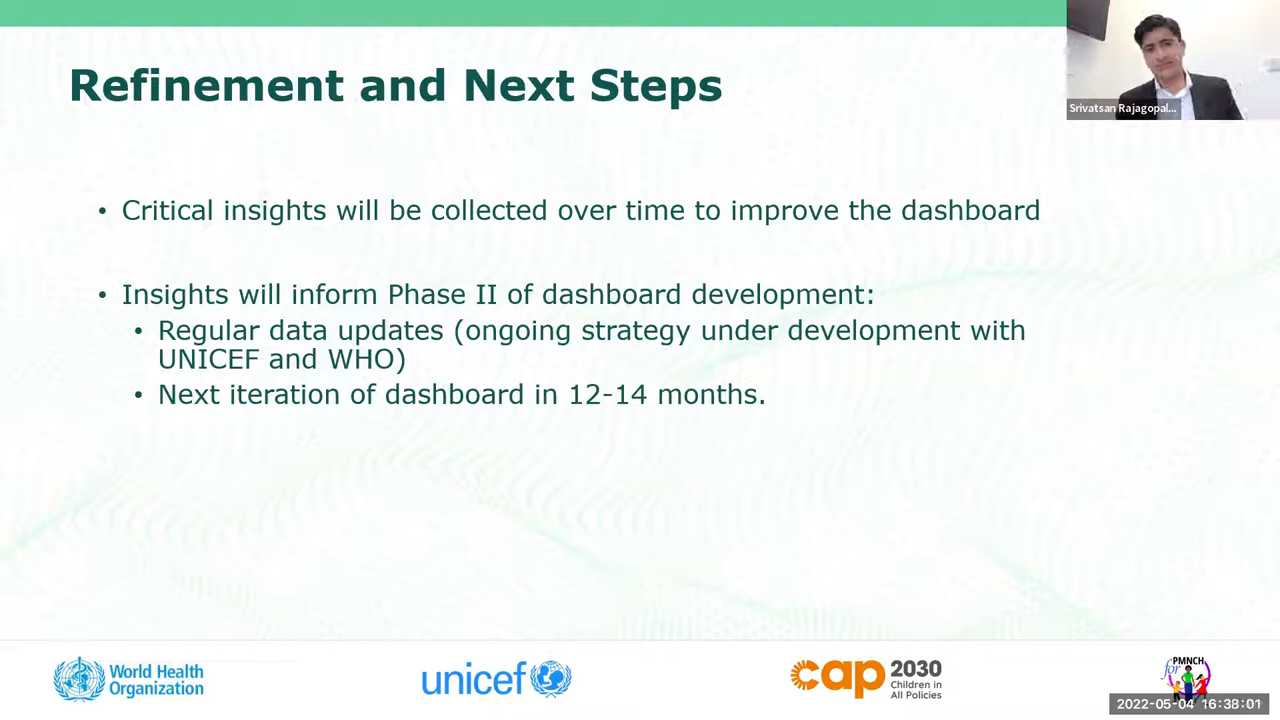 Refinement and Next Steps
Srivatsan Rajagopal...
• Critical insights will be collected over time to improve the dashboard
• Insights will inform Phase II of dashboard development:
• Regular data updates (ongoing strategy under development with
UNICEF and WHO)
• Next iteration of dashboard in 12-14 months.
World Health
Organization
unicef
cap 2030
Children in
All Policies
PMNCH
for
2022-05-04 16:38:01